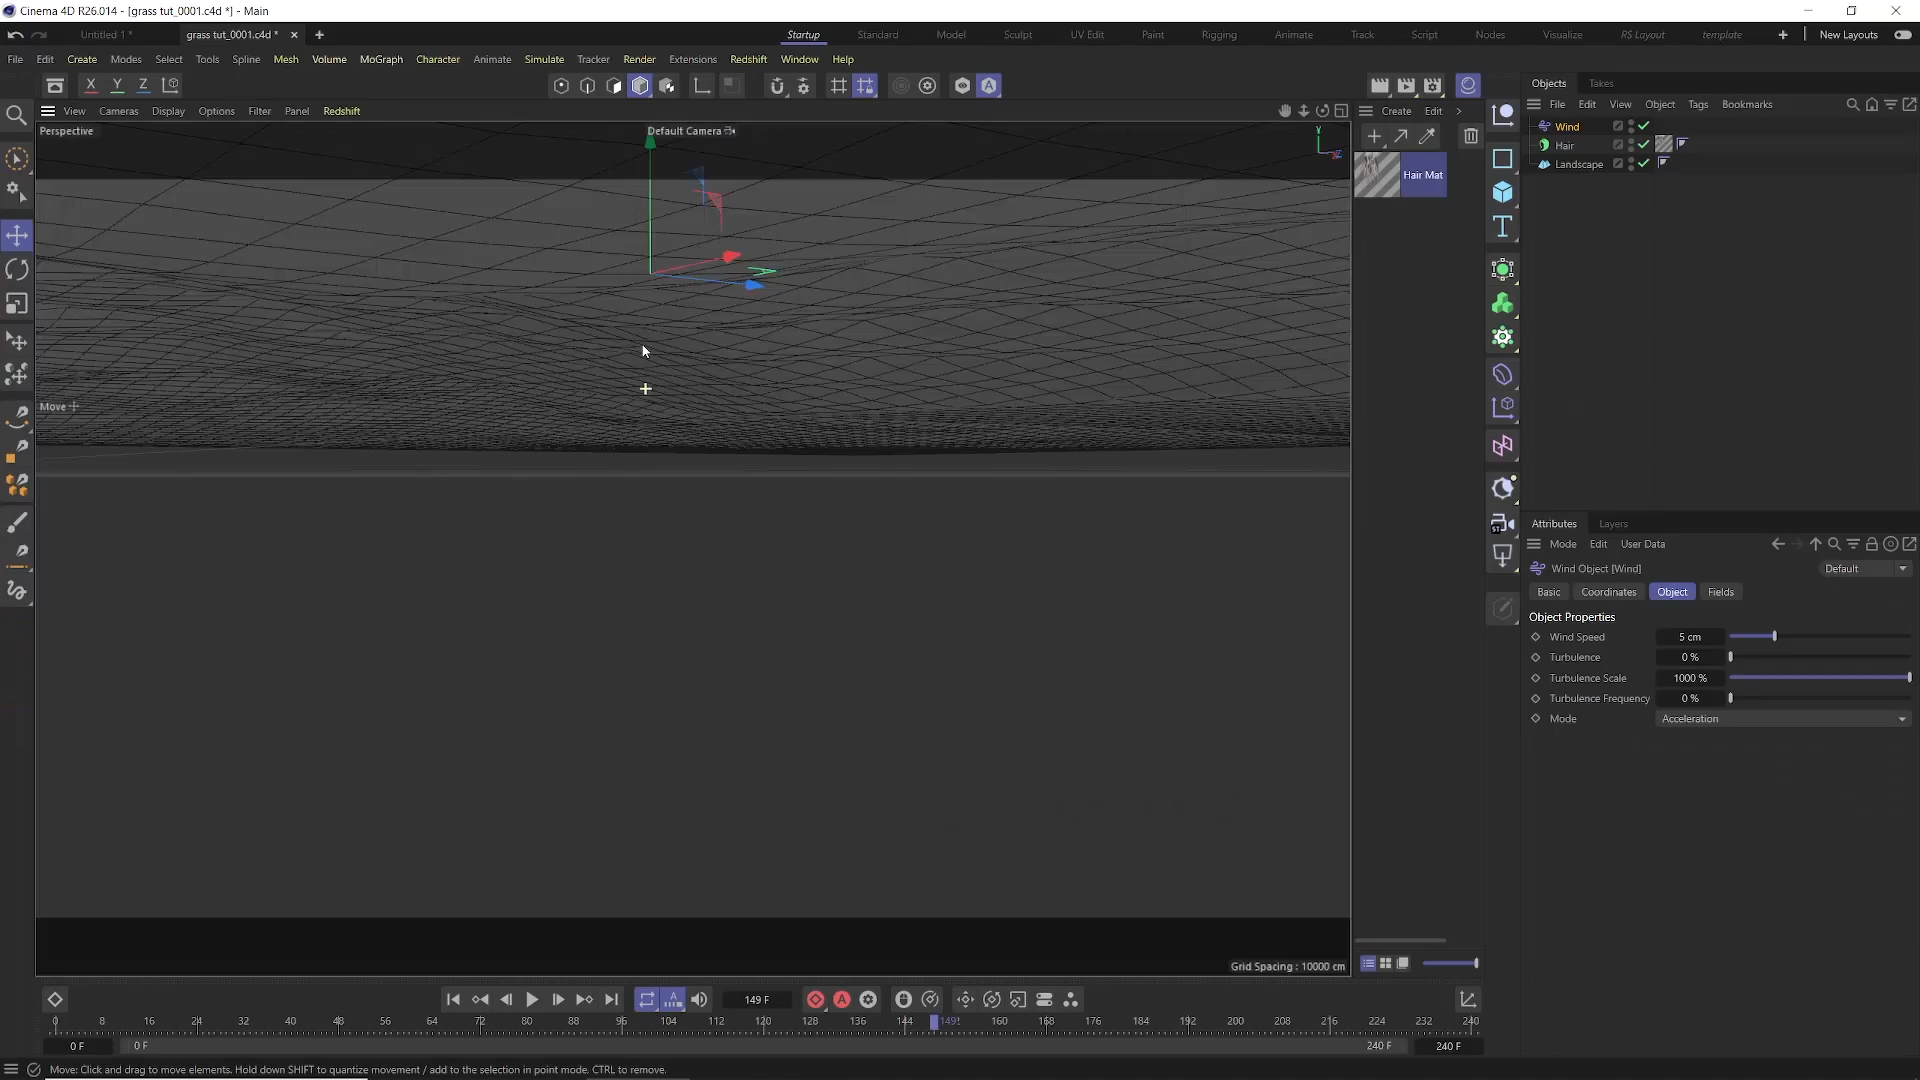 Cinema 4D R26.014 - [grass tut_0001.c4d *] - Main
Untitled 1 *
grass tut_0001.c4d *
Startup
Standard
Model
Sculpt
UV Edit
Paint
Rigging
Animate
Track
Script
Nodes
Visualize
RS Layout
template
New Layouts
File Edit Create Modes Select Tools Spline Mesh Volume MoGraph Character Animate Simulate Tracker Render Extensions Redshift Window Help
X Y Z
Objects Takes
View Cameras Display Options Filter Panel Redshift
Create Edit
File Edit View Object Tags Bookmarks
Perspective
Default Camera
Y
Wind
Hair
Landscape
Hair Mat
Move
Attributes Layers
Mode Edit User Data
Wind Object [Wind]
Default
Basic Coordinates Object Fields
Object Properties
Wind Speed 5 cm
Turbulence 0 %
Turbulence Scale 1000 %
Turbulence Frequency 0 %
Mode Acceleration
Grid Spacing : 10000 cm
149 F
0 8 16 24 32 40 48 56 64 72 80 88 96 104 112 120 128 136 144 149 160 168 176 184 192 200 208 216 224 232 240
0 F
0 F
240 F
240 F
Move: Click and drag to move elements. Hold down SHIFT to quantize movement / add to the selection in point mode, CTRL to remove.